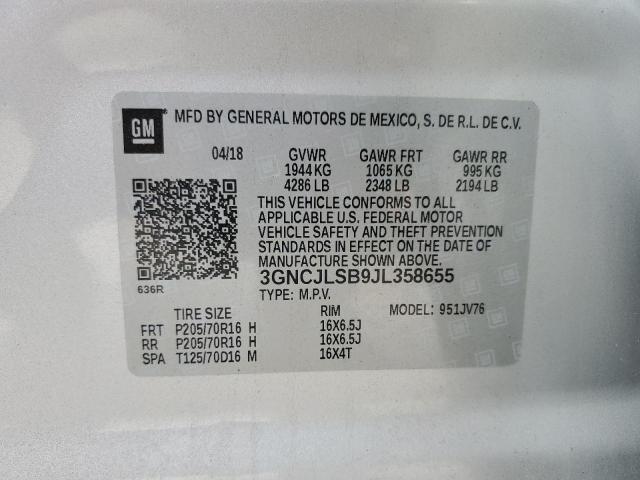 GM
MFD BY GENERAL MOTORS DE MEXICO, S. DE R.L. DE C.V.
04/18 GVWR GAWR FRT GAWR RR
1944 KG 1065 KG 995 KG
4286 LB 2348 LB 2194 LB
THIS VEHICLE CONFORMS TO ALL
APPLICABLE U.S. FEDERAL MOTOR
VEHICLE SAFETY AND THEFT PREVENTION
STANDARDS IN EFFECT ON THE DATE OF
MANUFACTURE SHOWN ABOVE.
3GNCJLSB9JL358655
636R
TYPE: M.P.V.
TIRE SIZE RIM MODEL: 951JV76
FRT P205/70R16 H 16X6.5J
RR P205/70R16 H 16X6.5J
SPA T125/70D16 M 16X4T